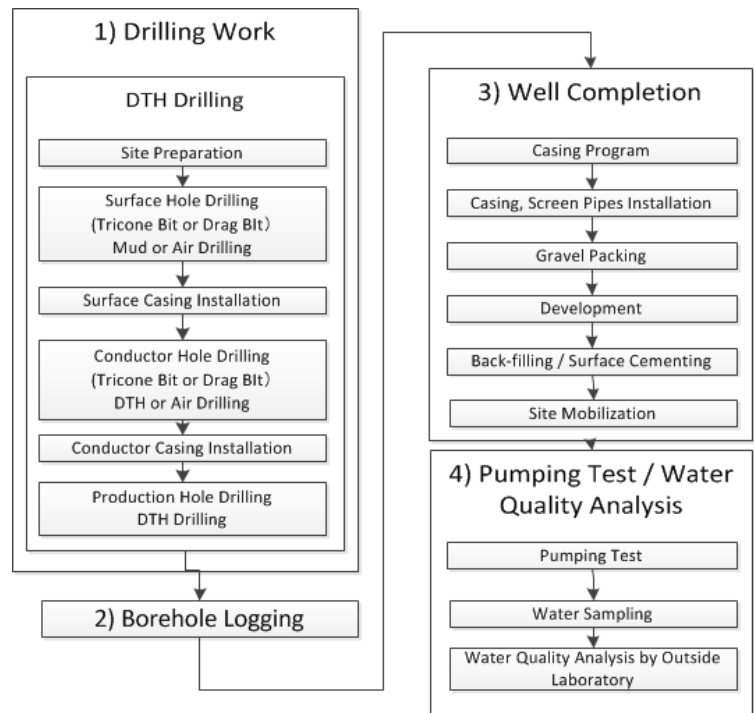 1) Drilling Work
DTH Drilling
Site Preparation
Surface Hole Drilling
(Tricone Bit or Drag BIt)
Mud or Air Drilling
Surface Casing Installation
Conductor Hole Drilling
(Tricone Bit or Drag BIt)
DTH or Air Drilling
Conductor Casing Installation
Production Hole Drilling
DTH Drilling
2) Borehole Logging
3) Well Completion
Casing Program
Casing, Screen Pipes Installation
Gravel Packing
Development
Back-filling / Surface Cementing
Site Mobilization
4) Pumping Test / Water
Quality Analysis
Pumping Test
Water Sampling
Water Quality Analysis by Outside
Laboratory